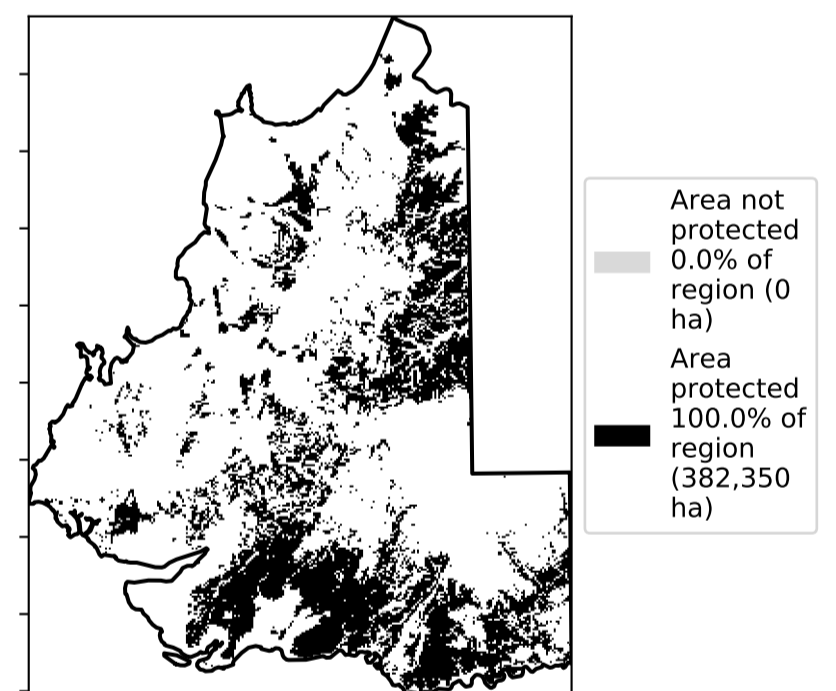 Area not
protected
0.0% of
region (0
ha)
Area
protected
100.0% of
region
(382,350
ha)